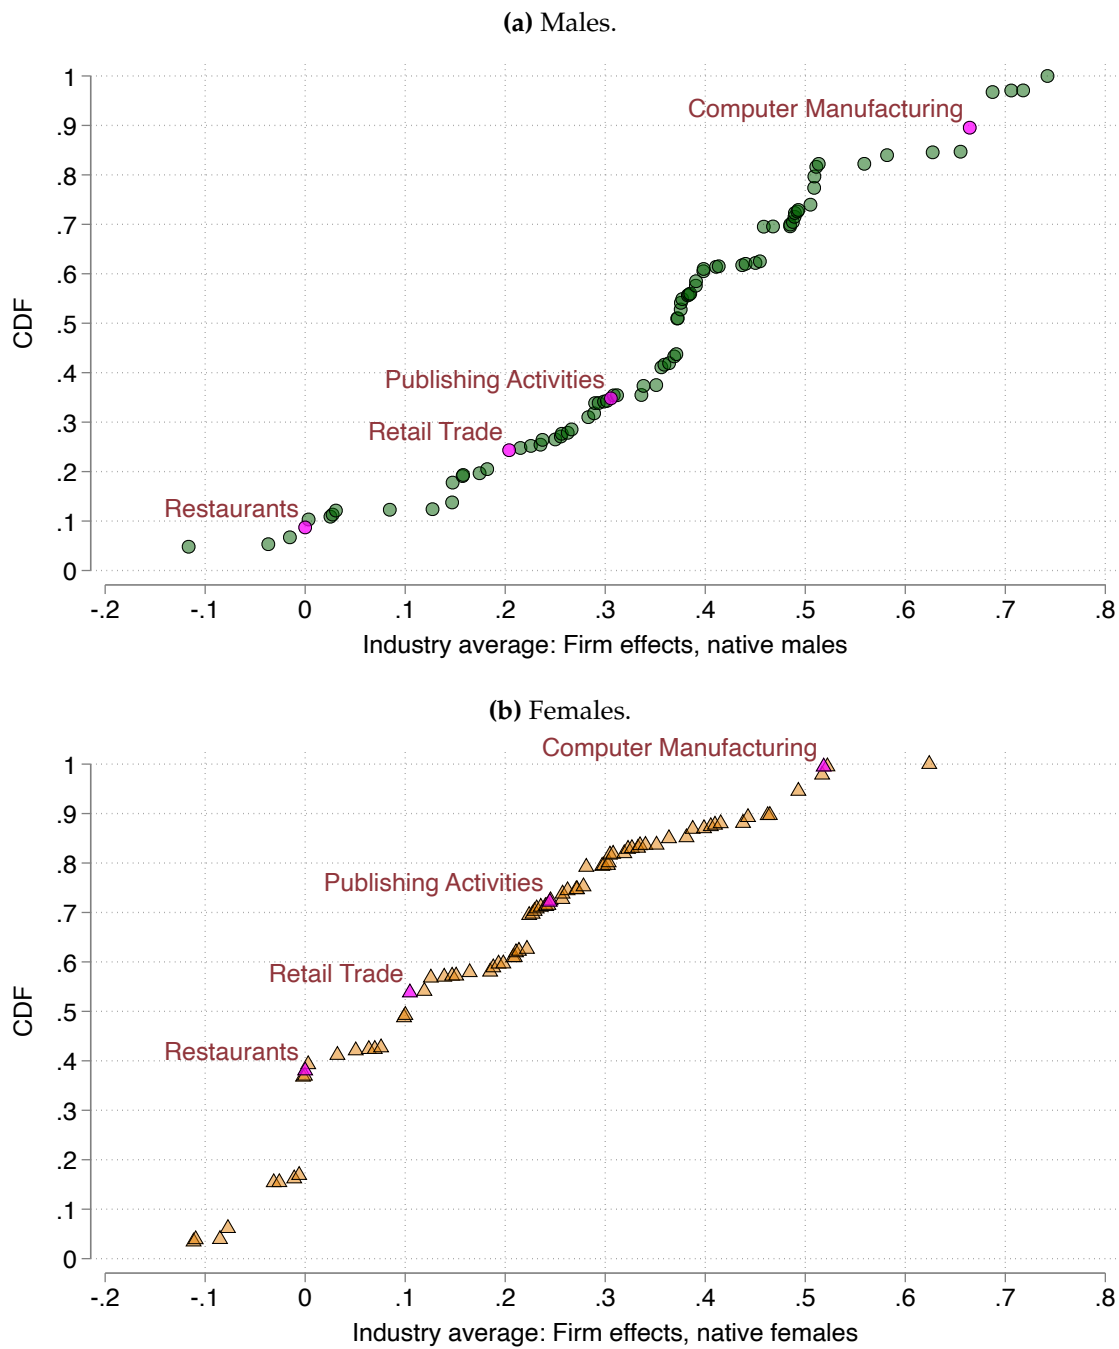 (a) Males.
1
.9
.8
.7
.6
.5
.4
.3
.2
.1
0
CDF
Computer Manufacturing
Publishing Activities
Retail Trade
Restaurants
-.2 -.1 0 .1 .2 .3 .4 .5 .6 .7 .8
Industry average: Firm effects, native males
(b) Females.
1
.9
.8
.7
.6
.5
.4
.3
.2
.1
0
CDF
Computer Manufacturing
Publishing Activities
Retail Trade
Restaurants
-.2 -.1 0 .1 .2 .3 .4 .5 .6 .7 .8
Industry average: Firm effects, native females